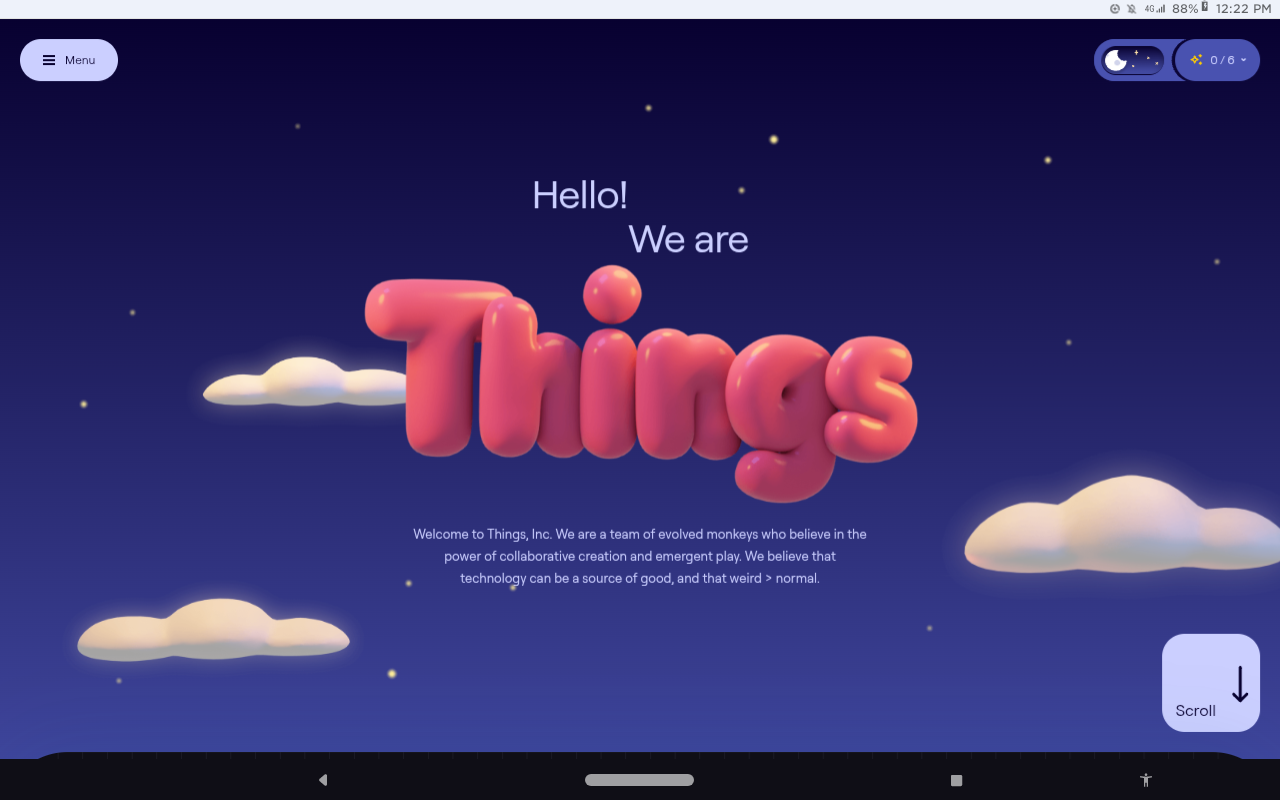 4G 88% 12:22 PM
Menu
0 / 6
Hello!
We are
Things
Welcome to Things, Inc. We are a team of evolved monkeys who believe in the
power of collaborative creation and emergent play. We believe that
technology can be a source of good, and that weird > normal.
Scroll